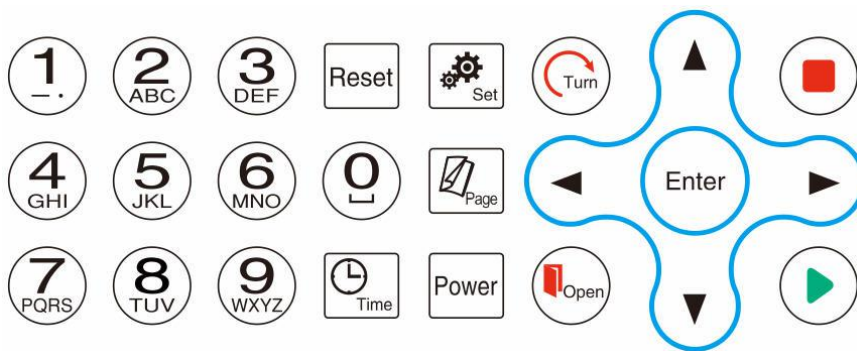 1 2 3 Reset Set Turn
_ . ABC DEF
4 5 6 0 Page Enter
GHI JKL MNO ␣
7 8 9 Time Power Open
PQRS TUV WXYZ